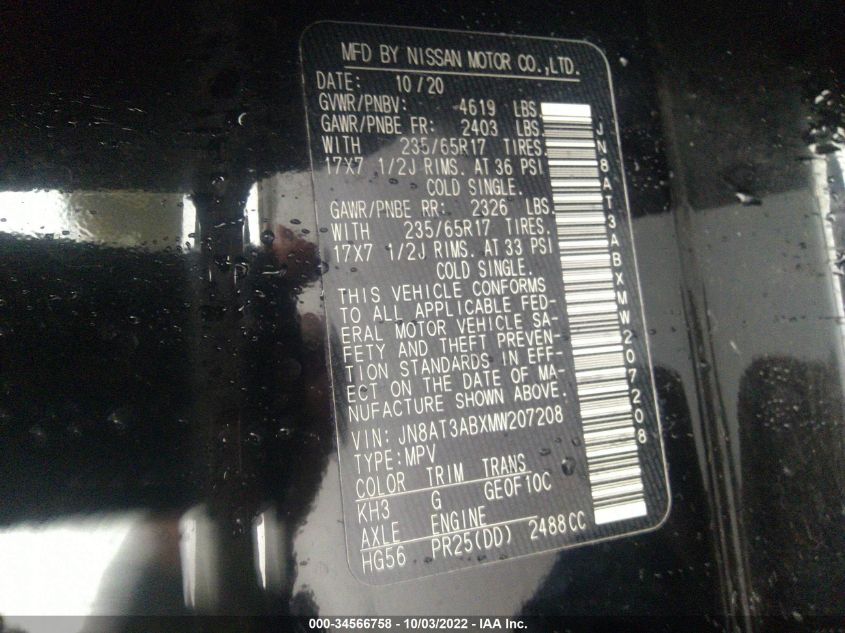 MFD BY NISSAN MOTOR CO.,LTD.
DATE: 10/20
GVWR/PNBV: 4619 LBS.
GAWR/PNBE FR: 2403 LBS.
WITH 235/65R17 TIRES.
17X7 1/2J RIMS. AT 36 PSI
COLD SINGLE.
GAWR/PNBE RR: 2326 LBS.
WITH 235/65R17 TIRES.
17X7 1/2J RIMS. AT 33 PSI
COLD SINGLE.
THIS VEHICLE CONFORMS
TO ALL APPLICABLE FED-
ERAL MOTOR VEHICLE SA-
FETY AND THEFT PREVEN-
TION STANDARDS IN EFF-
ECT ON THE DATE OF MA-
NUFACTURE SHOWN ABOVE.
VIN: JN8AT3ABXMW207208
TYPE:MPV
COLOR TRIM TRANS
KH3 G GE0F10C
AXLE ENGINE
HG56 PR25(DD) 2488CC
JN8AT3ABXMW207208
000-34566758 - 10/03/2022 - IAA Inc.